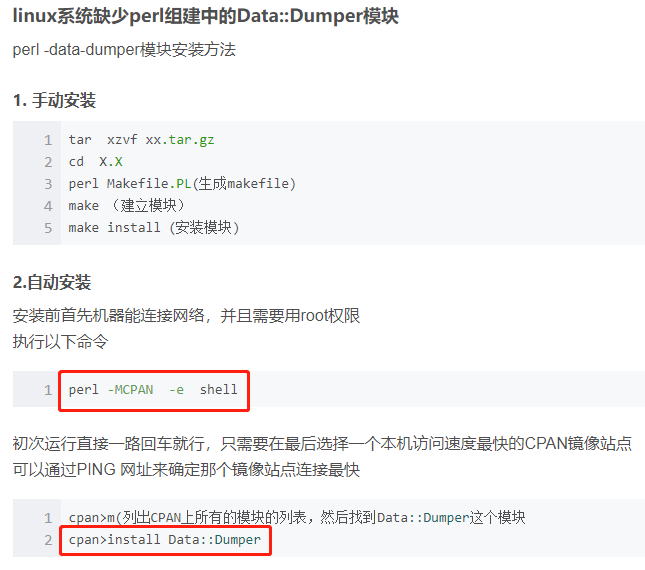 linux系统缺少perl组建中的Data::Dumper模块
perl -data-dumper模块安装方法
1. 手动安装
1 tar  xzvf xx.tar.gz
2 cd  X.X
3 perl Makefile.PL(生成makefile)
4 make （建立模块）
5 make install (安装模块)
2.自动安装
安装前首先机器能连接网络，并且需要用root权限
执行以下命令
1 perl -MCPAN  -e  shell
初次运行直接一路回车就行，只需要在最后选择一个本机访问速度最快的CPAN镜像站点
可以通过PING 网址来确定那个镜像站点连接最快
1 cpan>m(列出CPAN上所有的模块的列表，然后找到Data::Dumper这个模块
2 cpan>install Data::Dumper